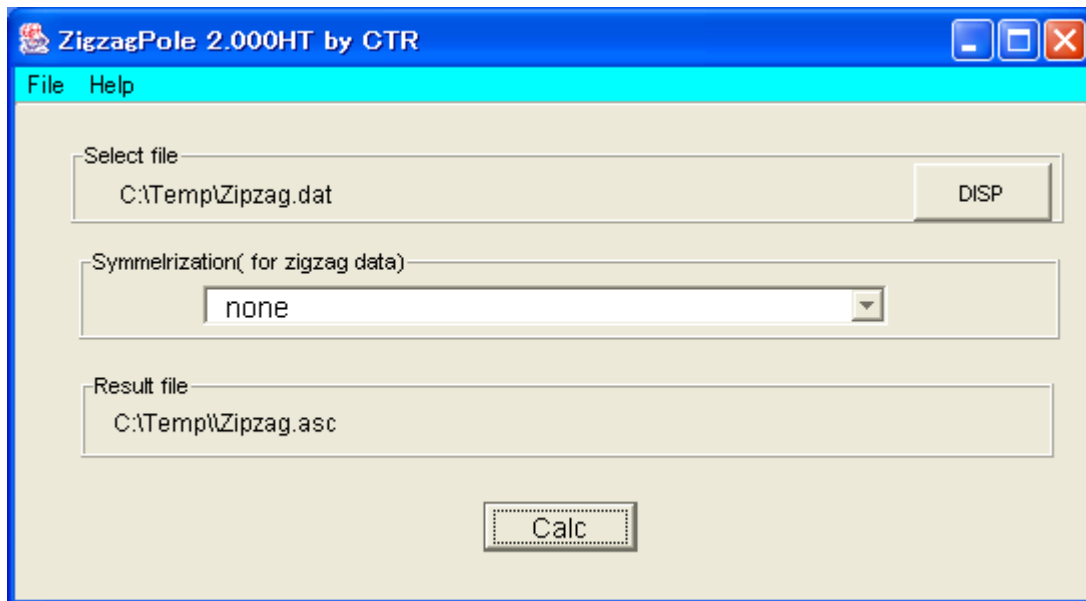 ZigzagPole 2.000HT by CTR
File Help
Select file
C:\Temp\Zipzag.dat
DISP
Symmelrization( for zigzag data)
none
Result file
C:\Temp\\Zipzag.asc
Calc